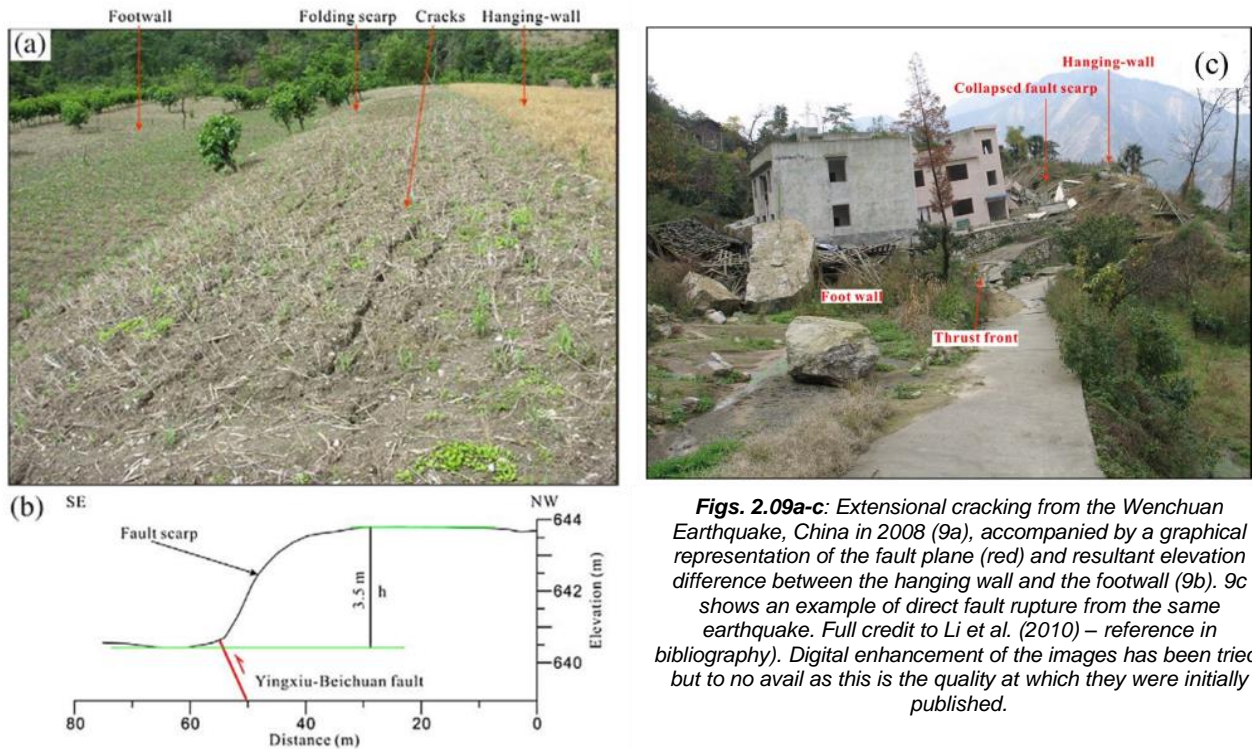 Footwall Folding scarp Cracks Hanging-wall
(a)
(c)
Hanging-wall
Collapsed fault scarp
Foot wall
Thrust front
(b)
SE
NW
Fault scarp
3.5 m
h
Yingxiu-Beichuan fault
644
642
640
Elevation (m)
80 60 40 20 0
Distance (m)
Figs. 2.09a-c: Extensional cracking from the Wenchuan
Earthquake, China in 2008 (9a), accompanied by a graphical
representation of the fault plane (red) and resultant elevation
difference between the hanging wall and the footwall (9b). 9c
shows an example of direct fault rupture from the same
earthquake. Full credit to Li et al. (2010) – reference in
bibliography). Digital enhancement of the images has been tried
but to no avail as this is the quality at which they were initially
published.